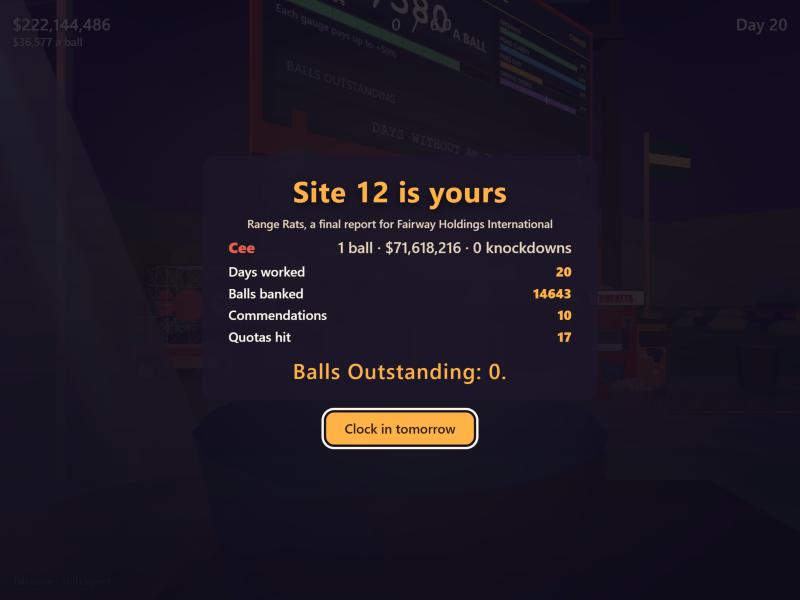 $222,144,486
$36,577 a ball
0 / 60
Day 20
Each gauge pays up to +50%
A BALL
BALLS OUTSTANDING
DAYS WITHOUT
Site 12 is yours
Range Rats, a final report for Fairway Holdings International
Cee 1 ball · $71,618,216 · 0 knockdowns
Days worked 20
Balls banked 14643
Commendations 10
Quotas hit 17
Balls Outstanding: 0.
Clock in tomorrow